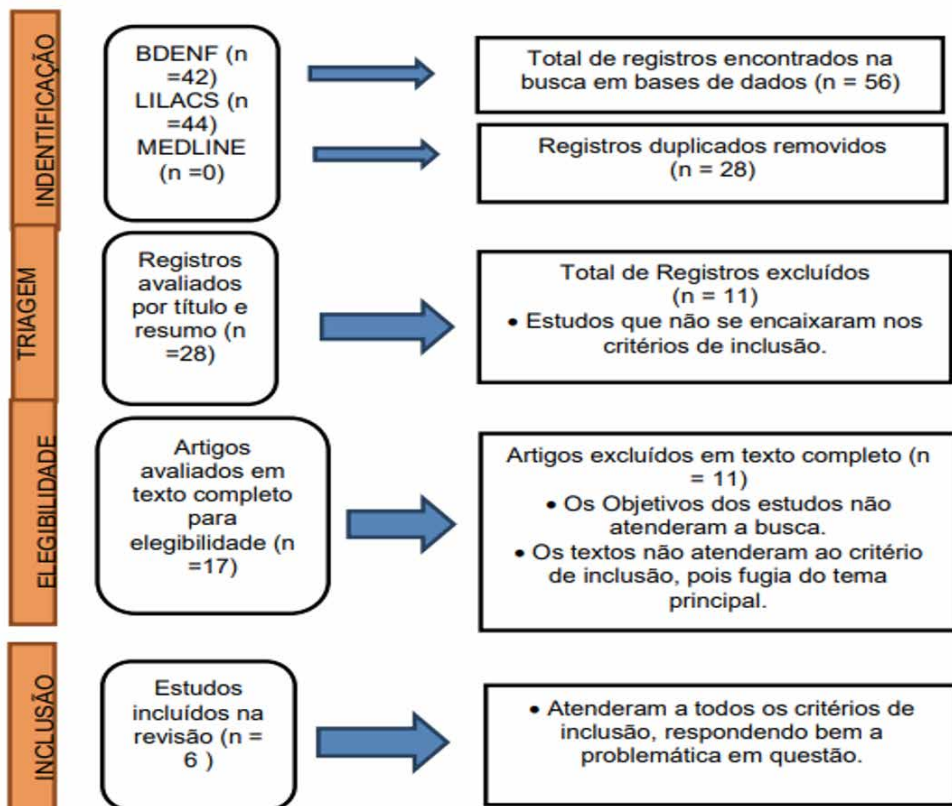 INDENTIFICAÇÃO
BDENF (n
=42)
LILACS (n
=44)
MEDLINE
(n =0)
Total de registros encontrados na
busca em bases de dados (n = 56)
Registros duplicados removidos
(n = 28)
TRIAGEM
Registros
avaliados
por título e
resumo (n
=28)
Total de Registros excluídos
(n = 11)
• Estudos que não se encaixaram nos
critérios de inclusão.
ELEGIBILIDADE
Artigos
avaliados em
texto completo
para
elegibilidade (n
=17)
Artigos excluídos em texto completo (n
= 11)
• Os Objetivos dos estudos não
atenderam a busca.
• Os textos não atenderam ao critério
de inclusão, pois fugia do tema
principal.
INCLUSÃO
Estudos
incluídos na
revisão (n =
6 )
• Atenderam a todos os critérios de
inclusão, respondendo bem a
problemática em questão.